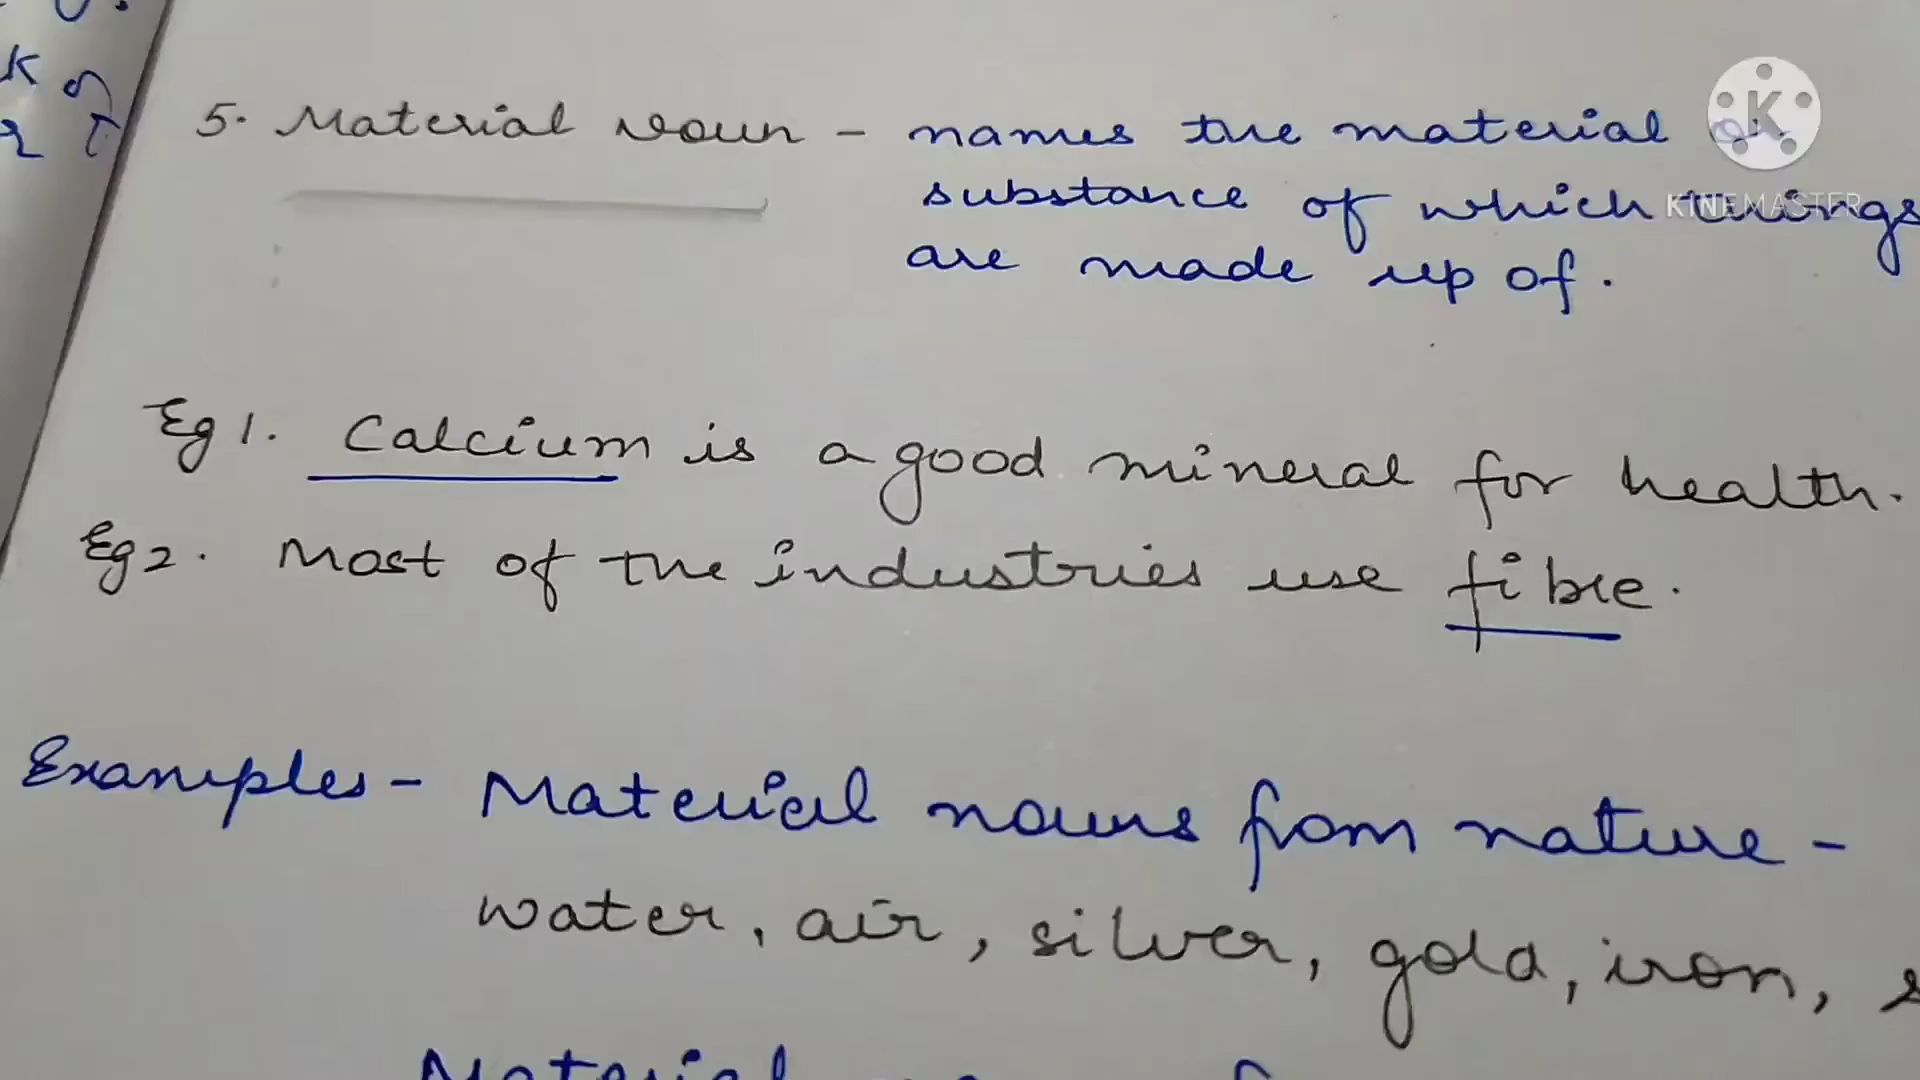 5. Material noun - names the material or
substance of which things
are made up of.
Eg 1. Calcium is a good mineral for health.
Eg 2. Most of the industries use fibre.
Examples - Material nouns from nature -
water, air, silver, gold, iron,
Material
K
KINEMASTER